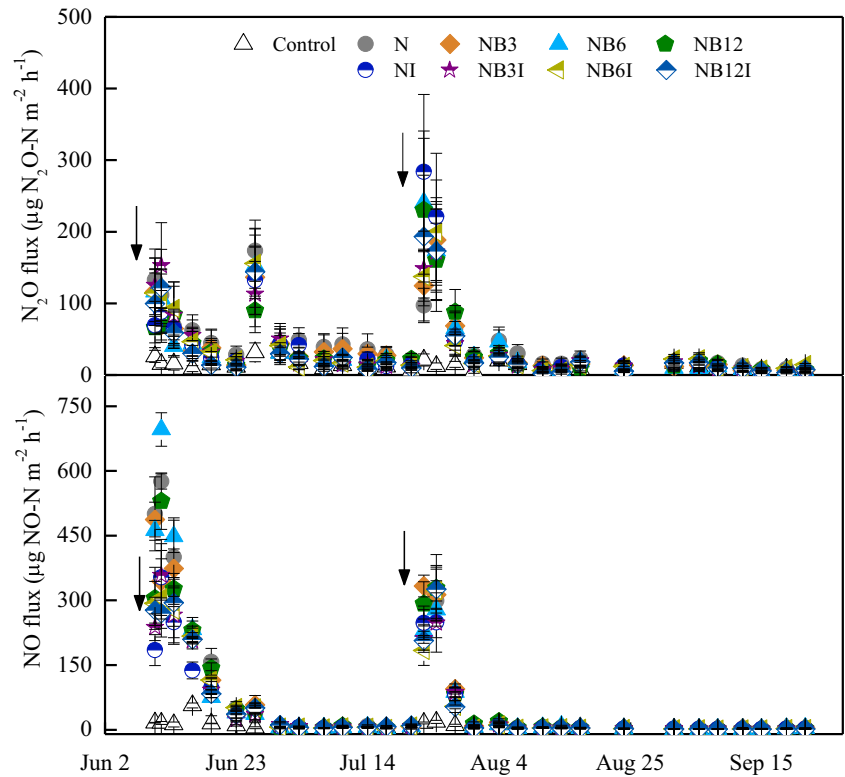 500
400
300
200
100
0
N₂O flux (µg N₂O-N m⁻² h⁻¹)
Control N NB3 NB6 NB12
NI NB3I NB6I NB12I
750
600
450
300
150
0
NO flux (µg NO-N m⁻² h⁻¹)
Jun 2 Jun 23 Jul 14 Aug 4 Aug 25 Sep 15